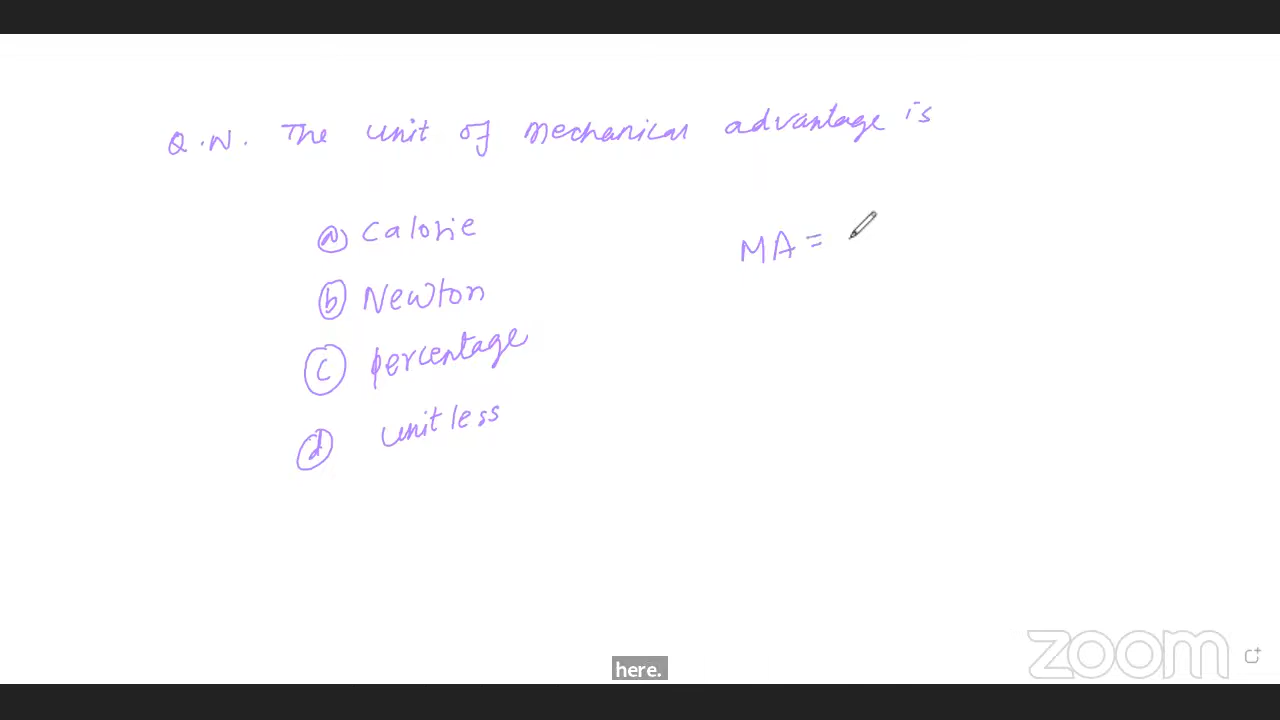 Q.N. The unit of Mechanical advantage is
(a) Calorie
MA =
(b) Newton
(c) percentage
(d) unitless
zoom
here.